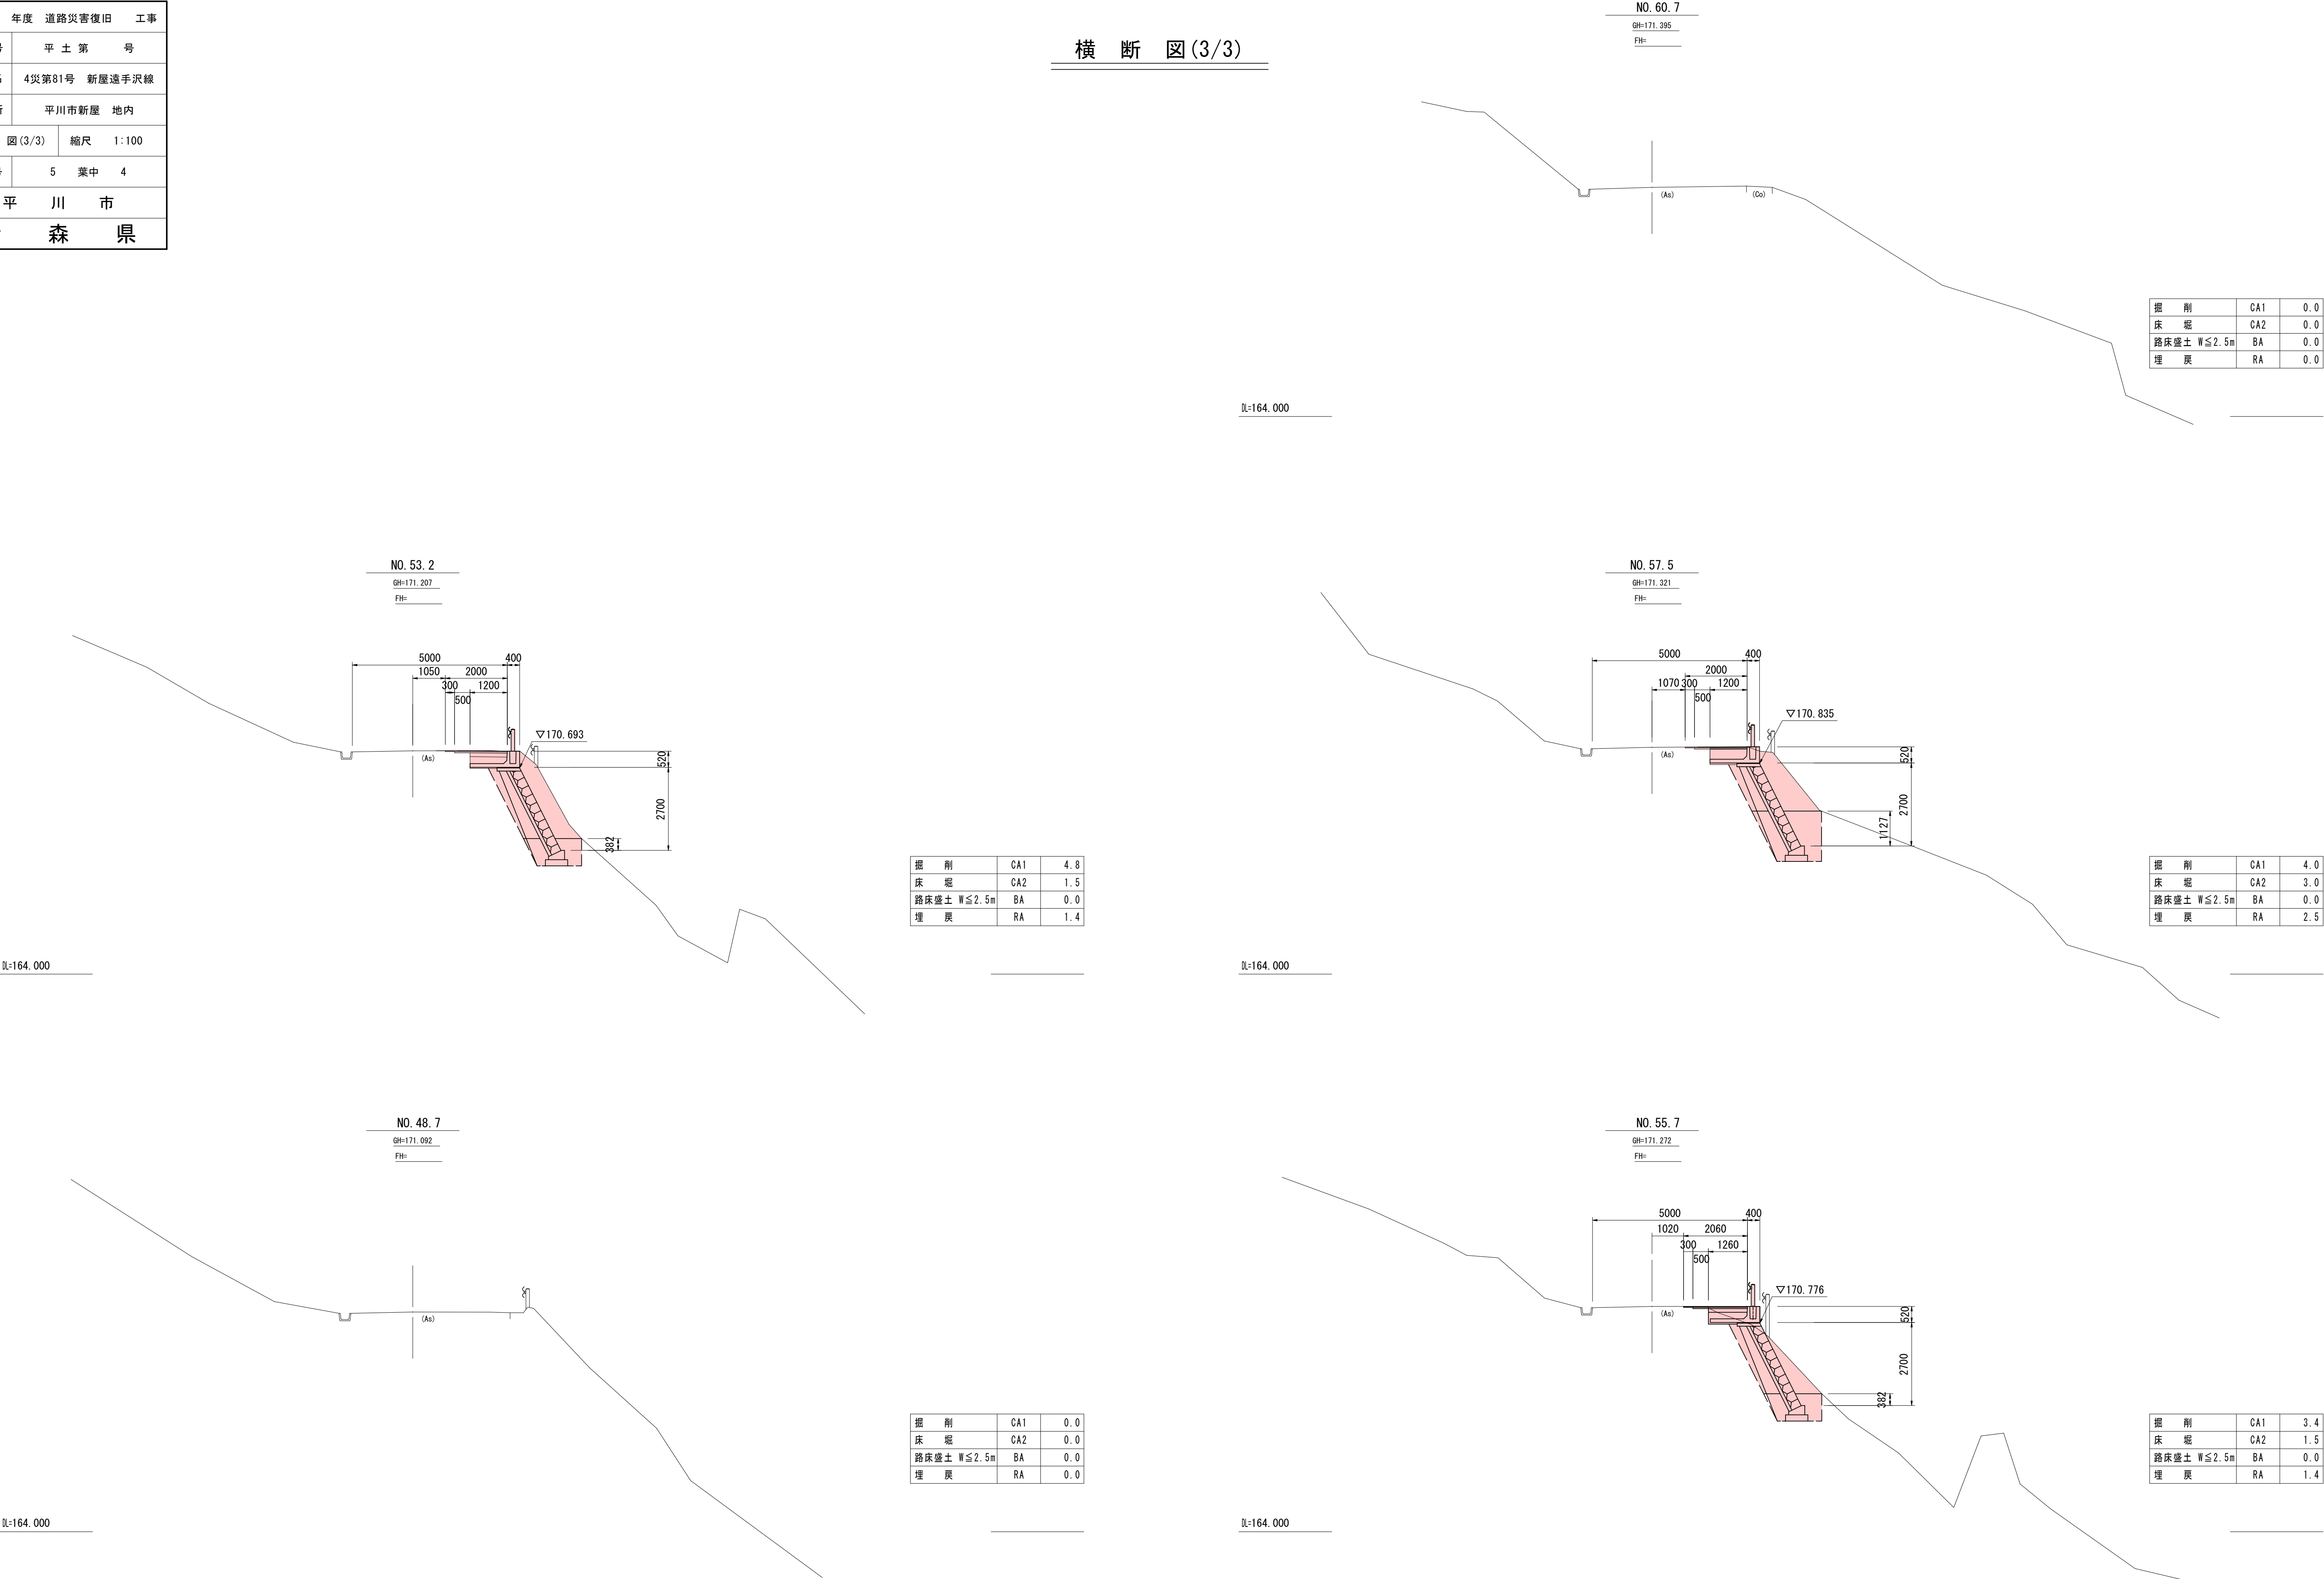 年度 道路災害復旧 工事
平 土 第 号
4災第81号 新屋遠手沢線
平川市新屋 地内
図(3/3) 縮尺 1:100
5 葉中 4
平 川 市
森 県
横 断 図(3/3)
NO.60.7
GH=171.395
FH=
(As)
(Co)
掘 削 CA1 0.0
床 堀 CA2 0.0
路床盛土 W≦2.5m BA 0.0
埋 戻 RA 0.0
DL=164.000
NO.53.2
GH=171.207
FH=
5000 400
1050 2000
300 1200
500
▽170.693
(As)
520
2700
382
掘 削 CA1 4.8
床 堀 CA2 1.5
路床盛土 W≦2.5m BA 0.0
埋 戻 RA 1.4
DL=164.000
NO.57.5
GH=171.321
FH=
5000 400
2000
1070 300 1200
500
▽170.835
(As)
520
2700
1127
掘 削 CA1 4.0
床 堀 CA2 3.0
路床盛土 W≦2.5m BA 0.0
埋 戻 RA 2.5
DL=164.000
NO.48.7
GH=171.092
FH=
(As)
掘 削 CA1 0.0
床 堀 CA2 0.0
路床盛土 W≦2.5m BA 0.0
埋 戻 RA 0.0
DL=164.000
NO.55.7
GH=171.272
FH=
5000 400
1020 2060
300 1260
500
▽170.776
(As)
520
2700
382
掘 削 CA1 3.4
床 堀 CA2 1.5
路床盛土 W≦2.5m BA 0.0
埋 戻 RA 1.4
DL=164.000